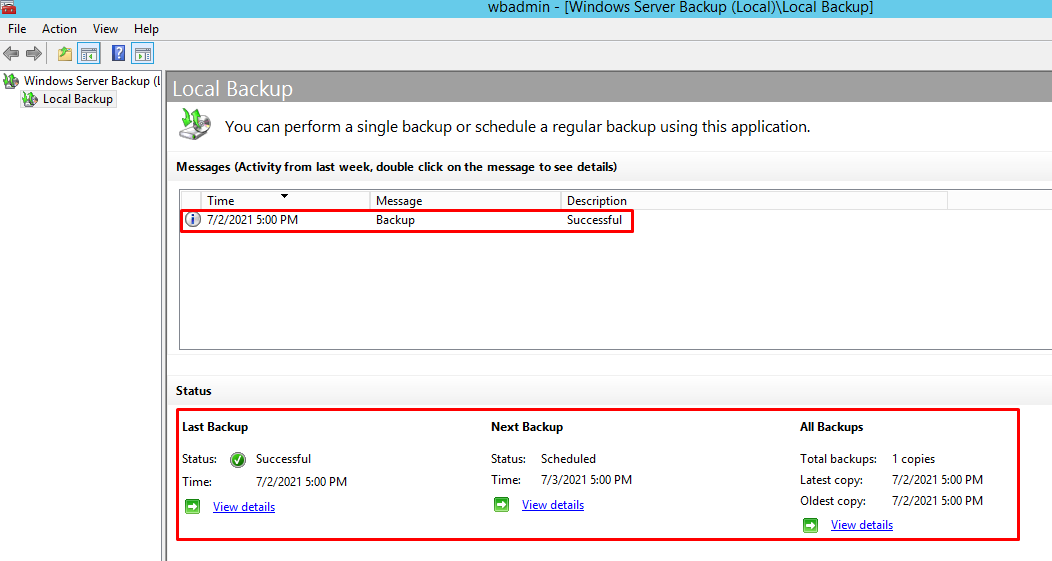 wbadmin - [Windows Server Backup (Local)\Local Backup]
File Action View Help
Windows Server Backup (L
Local Backup
Local Backup
You can perform a single backup or schedule a regular backup using this application.
Messages (Activity from last week, double click on the message to see details)
Time Message Description
7/2/2021 5:00 PM Backup Successful
Status
Last Backup
Status: Successful
Time: 7/2/2021 5:00 PM
View details
Next Backup
Status: Scheduled
Time: 7/3/2021 5:00 PM
View details
All Backups
Total backups: 1 copies
Latest copy: 7/2/2021 5:00 PM
Oldest copy: 7/2/2021 5:00 PM
View details